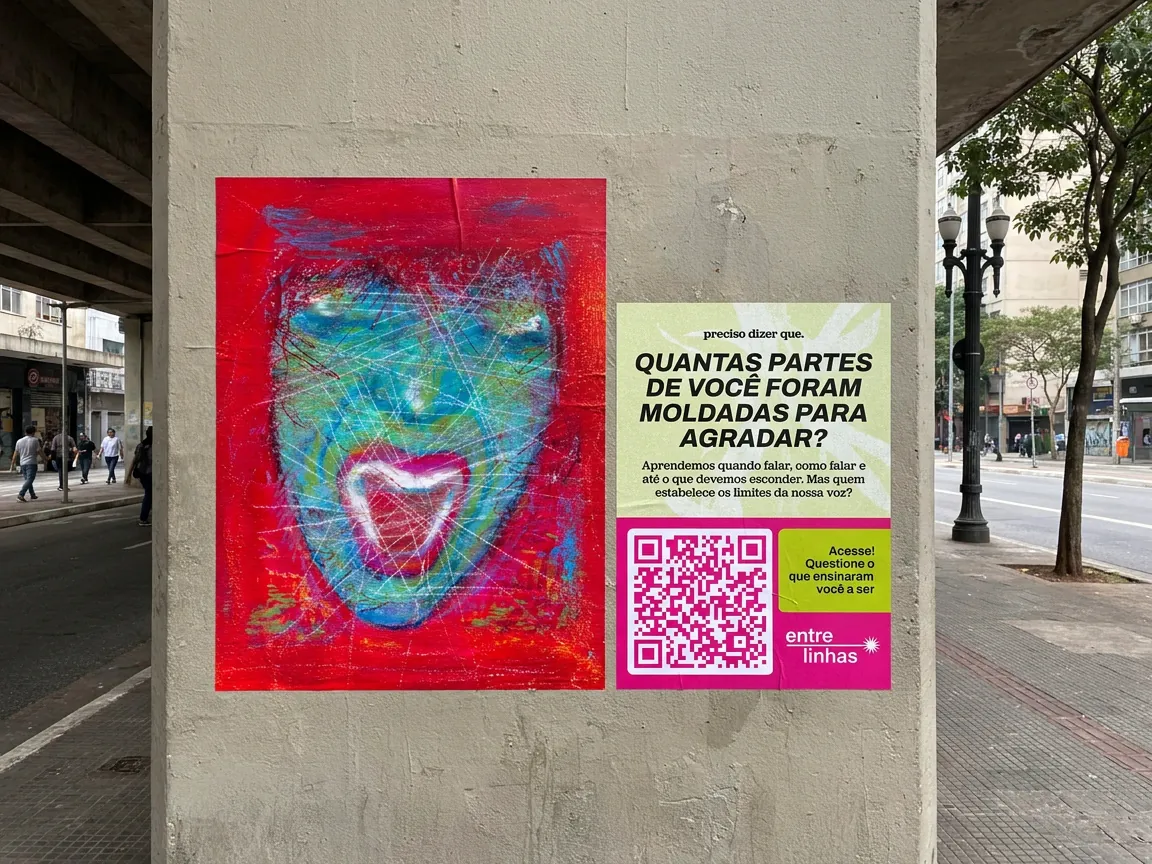 preciso dizer que.
QUANTAS PARTES
DE VOCÊ FORAM
MOLDADAS PARA
AGRADAR?
Aprendemos quando falar, oomo falar e
até o que devemos esconder. Mas quem
estabelece os limites da nossa voz?
Acesse!
Questione o
que ensinaram
você a ser
entre
linhas